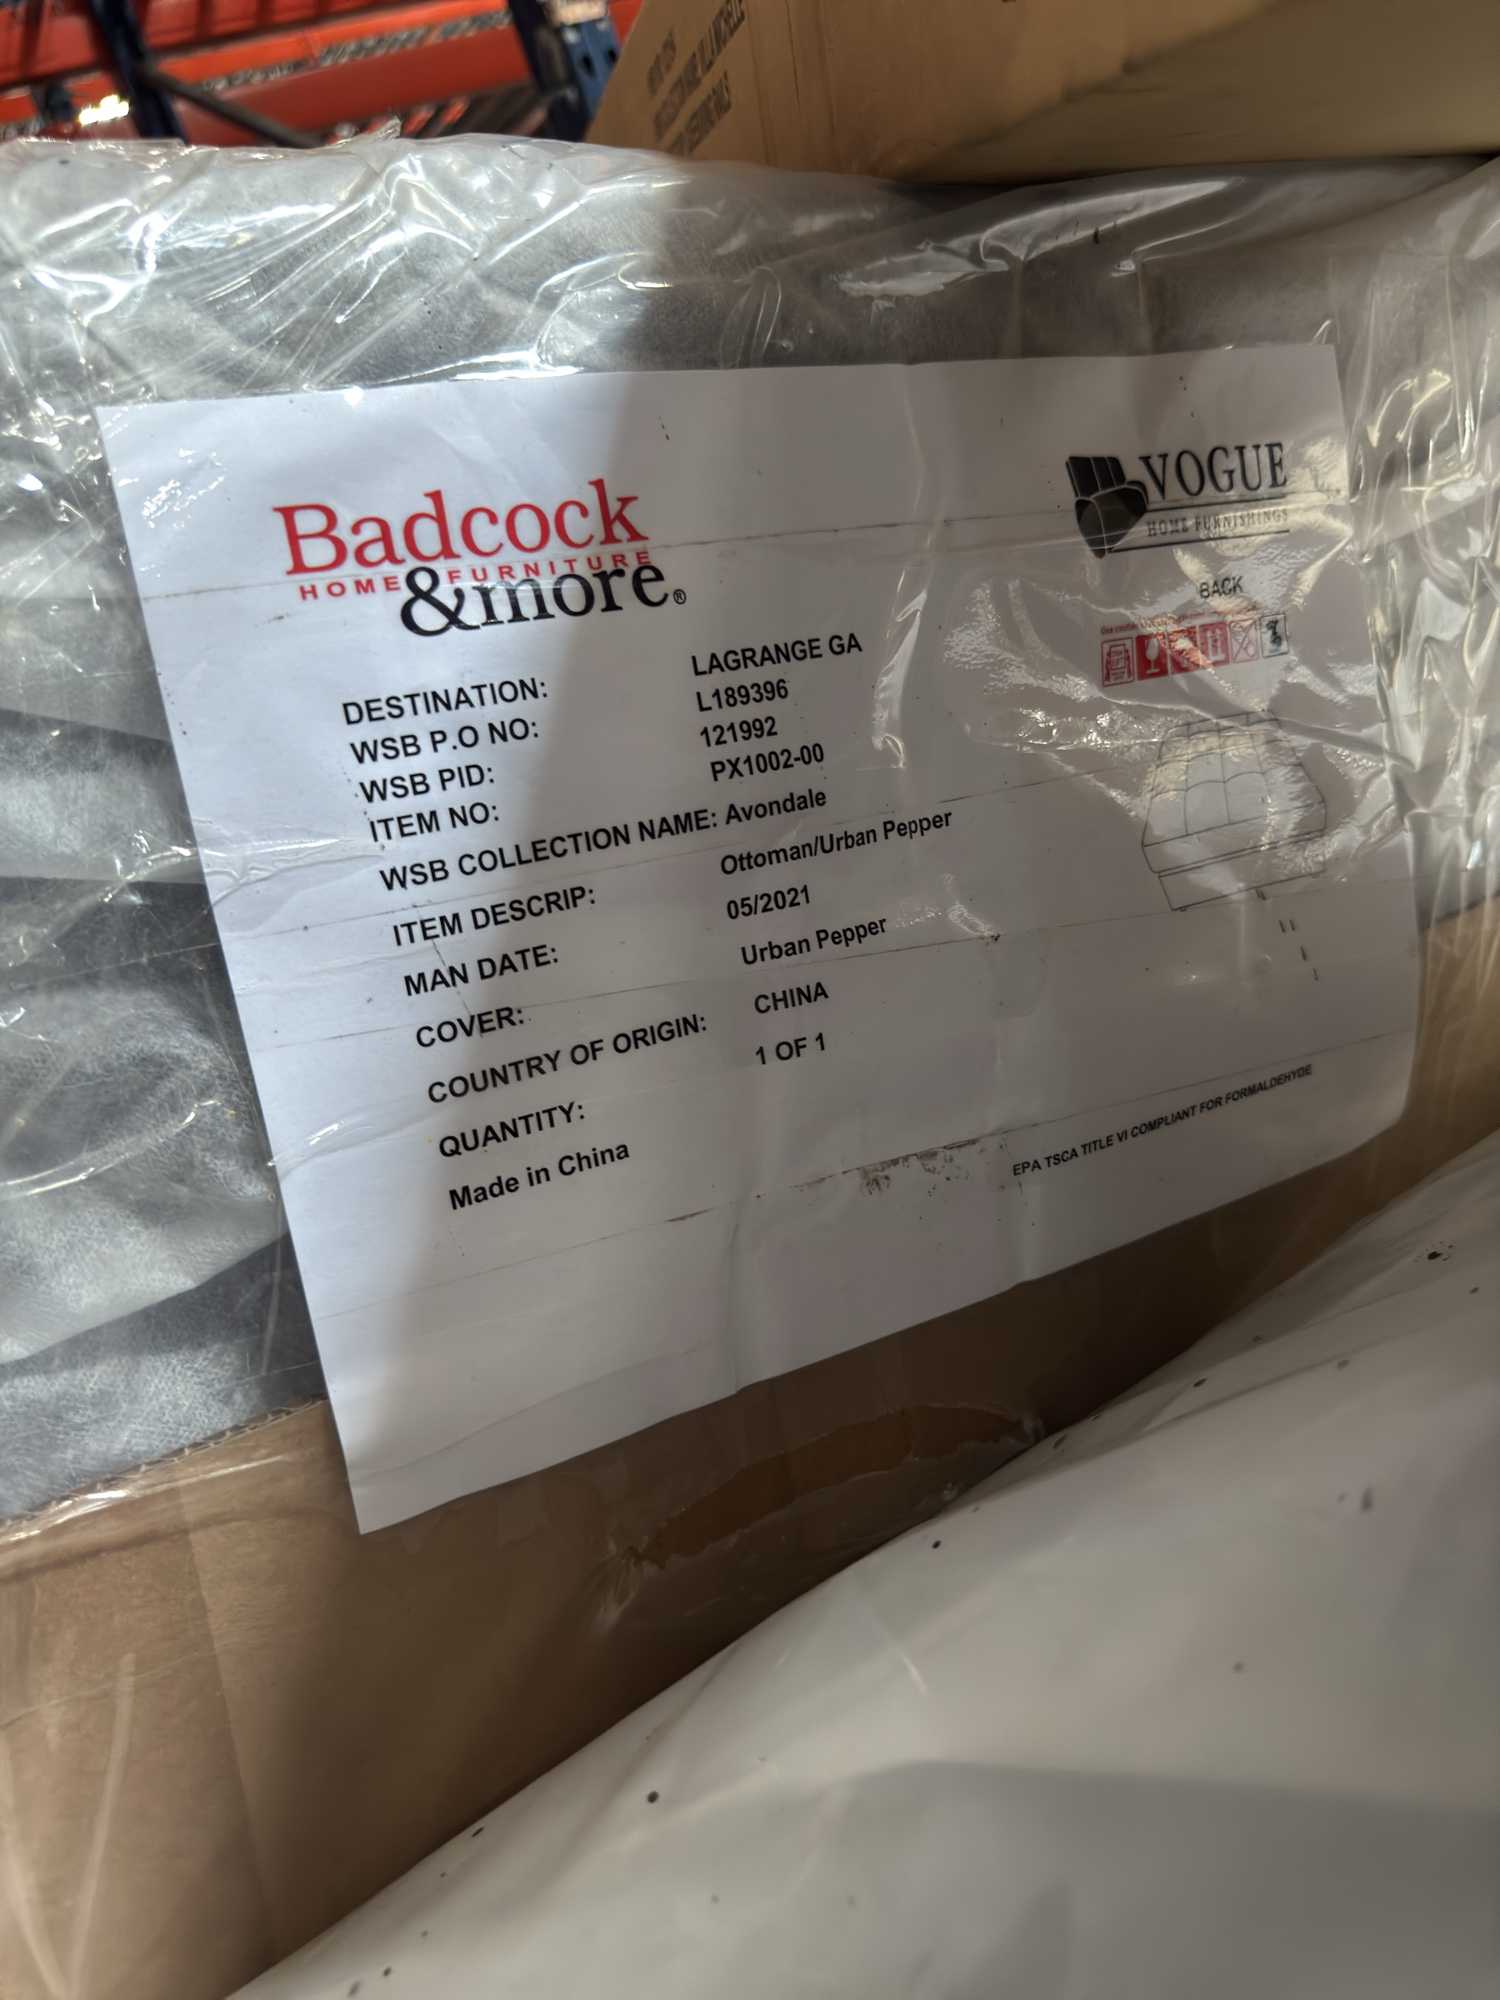 Badcock
HOME FURNITURE
&more®
VOGUE
HOME FURNISHINGS
BACK
DESTINATION: LAGRANGE GA
WSB P.O NO: L189396
WSB PID: 121992
ITEM NO: PX1002-00
WSB COLLECTION NAME: Avondale
ITEM DESCRIP: Ottoman/Urban Pepper
MAN DATE: 05/2021
COVER: Urban Pepper
COUNTRY OF ORIGIN: CHINA
QUANTITY: 1 OF 1
Made in China
EPA TSCA TITLE VI COMPLIANT FOR FORMALDEHYDE